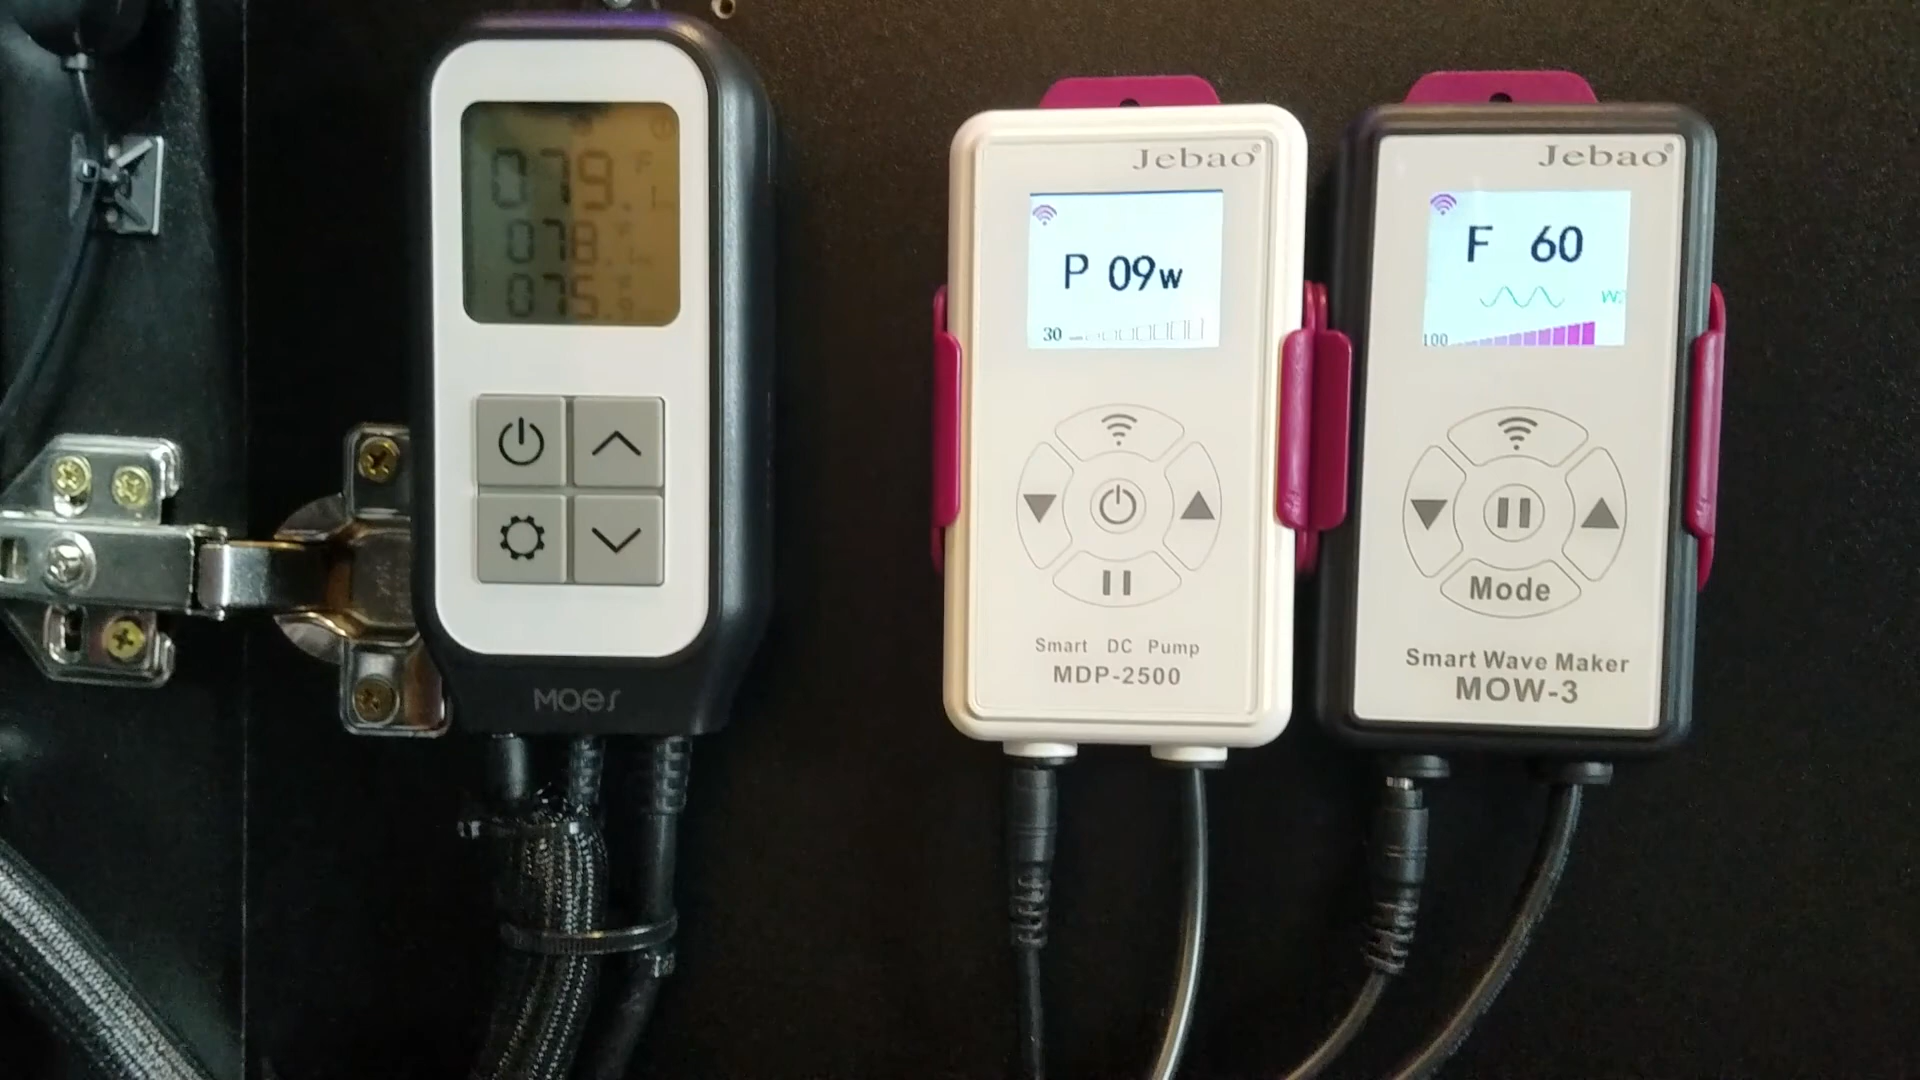 079.
F
078.
075.
MOES
Jebao®
P 09w
30
Smart DC Pump
MDP-2500
Jebao®
F 60
100
Mode
Smart Wave Maker
MOW-3